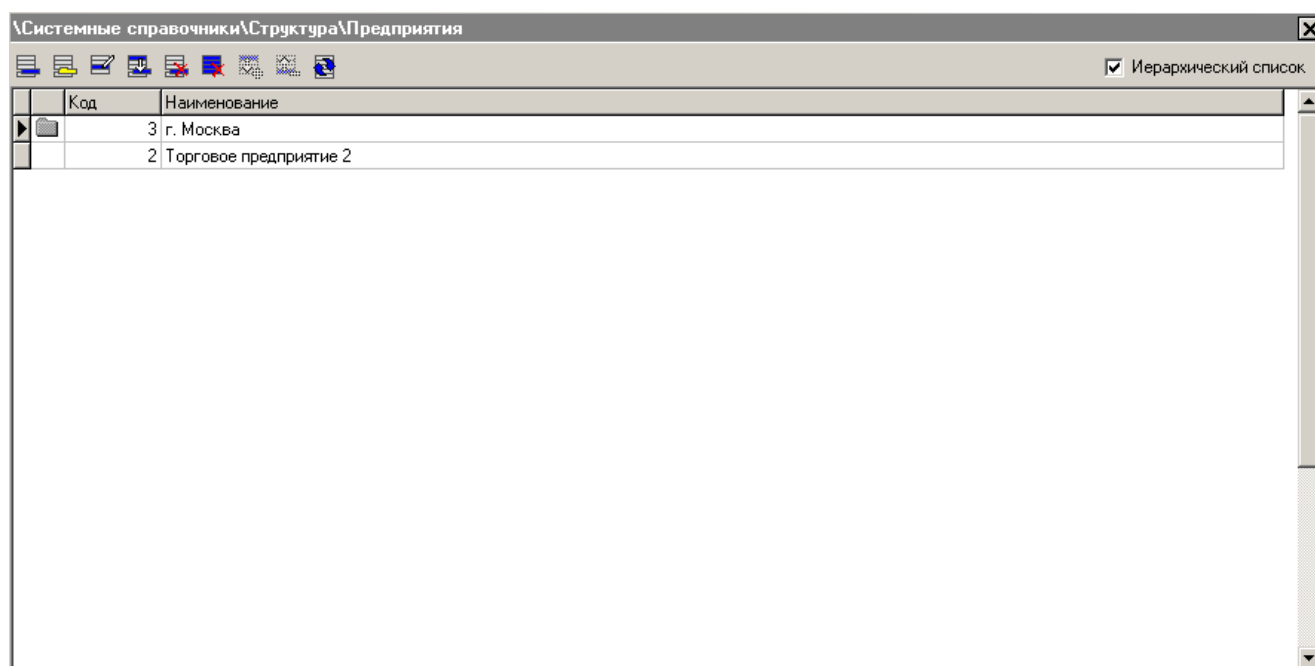 \Системные справочники\Структура\Предприятия
Иерархический список
Код Наименование
3 г. Москва
2 Торговое предприятие 2